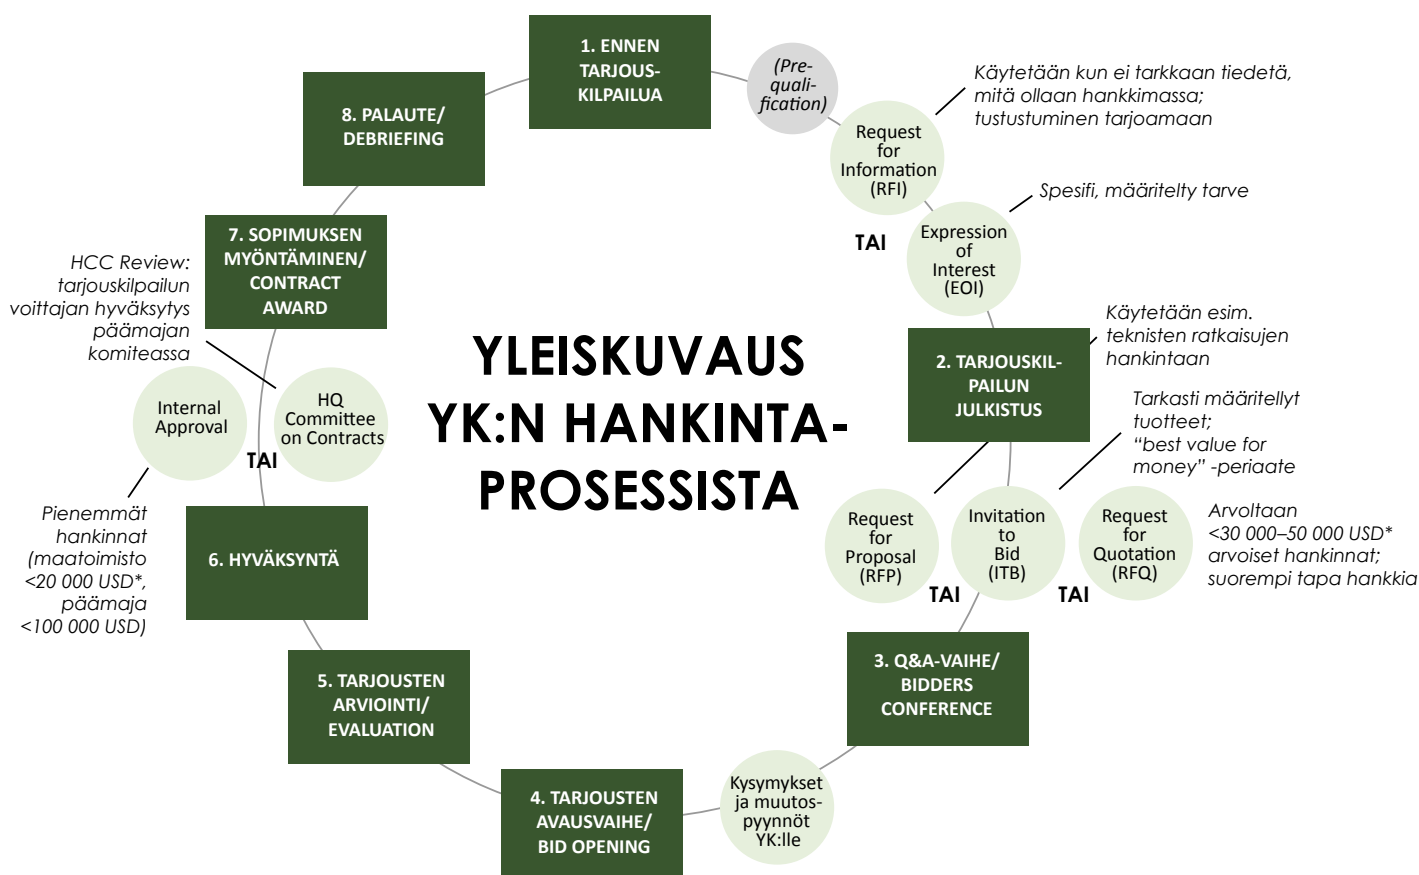 YLEISKUVAUS
YK:N HANKINTA-
PROSESSISTA
1. ENNEN
TARJOUS-
KILPAILUA
(Pre-
quali-
fication)
Request
for
Information
(RFI)
Käytetään kun ei tarkkaan tiedetä,
mitä ollaan hankkimassa;
tustustuminen tarjoamaan
TAI
Expression
of
Interest
(EOI)
Spesifi, määritelty tarve
2. TARJOUSKIL-
PAILUN
JULKISTUS
Käytetään esim.
teknisten ratkaisujen
hankintaan
Tarkasti määritellyt
tuotteet;
“best value for
money” -periaate
Request
for
Proposal
(RFP)
TAI
Invitation
to
Bid
(ITB)
TAI
Request
for
Quotation
(RFQ)
Arvoltaan
<30 000–50 000 USD*
arvoiset hankinnat;
suorempi tapa hankkia
3. Q&A-VAIHE/
BIDDERS
CONFERENCE
Kysymykset
ja muutos-
pyynnöt
YK:lle
4. TARJOUSTEN
AVAUSVAIHE/
BID OPENING
5. TARJOUSTEN
ARVIOINTI/
EVALUATION
6. HYVÄKSYNTÄ
Internal
Approval
TAI
HQ
Committee
on Contracts
Pienemmät
hankinnat
(maatoimisto
<20 000 USD*,
päämaja
<100 000 USD)
HCC Review:
tarjouskilpailun
voittajan hyväksytys
päämajan
komiteassa
7. SOPIMUKSEN
MYÖNTÄMINEN/
CONTRACT
AWARD
8. PALAUTE/
DEBRIEFING